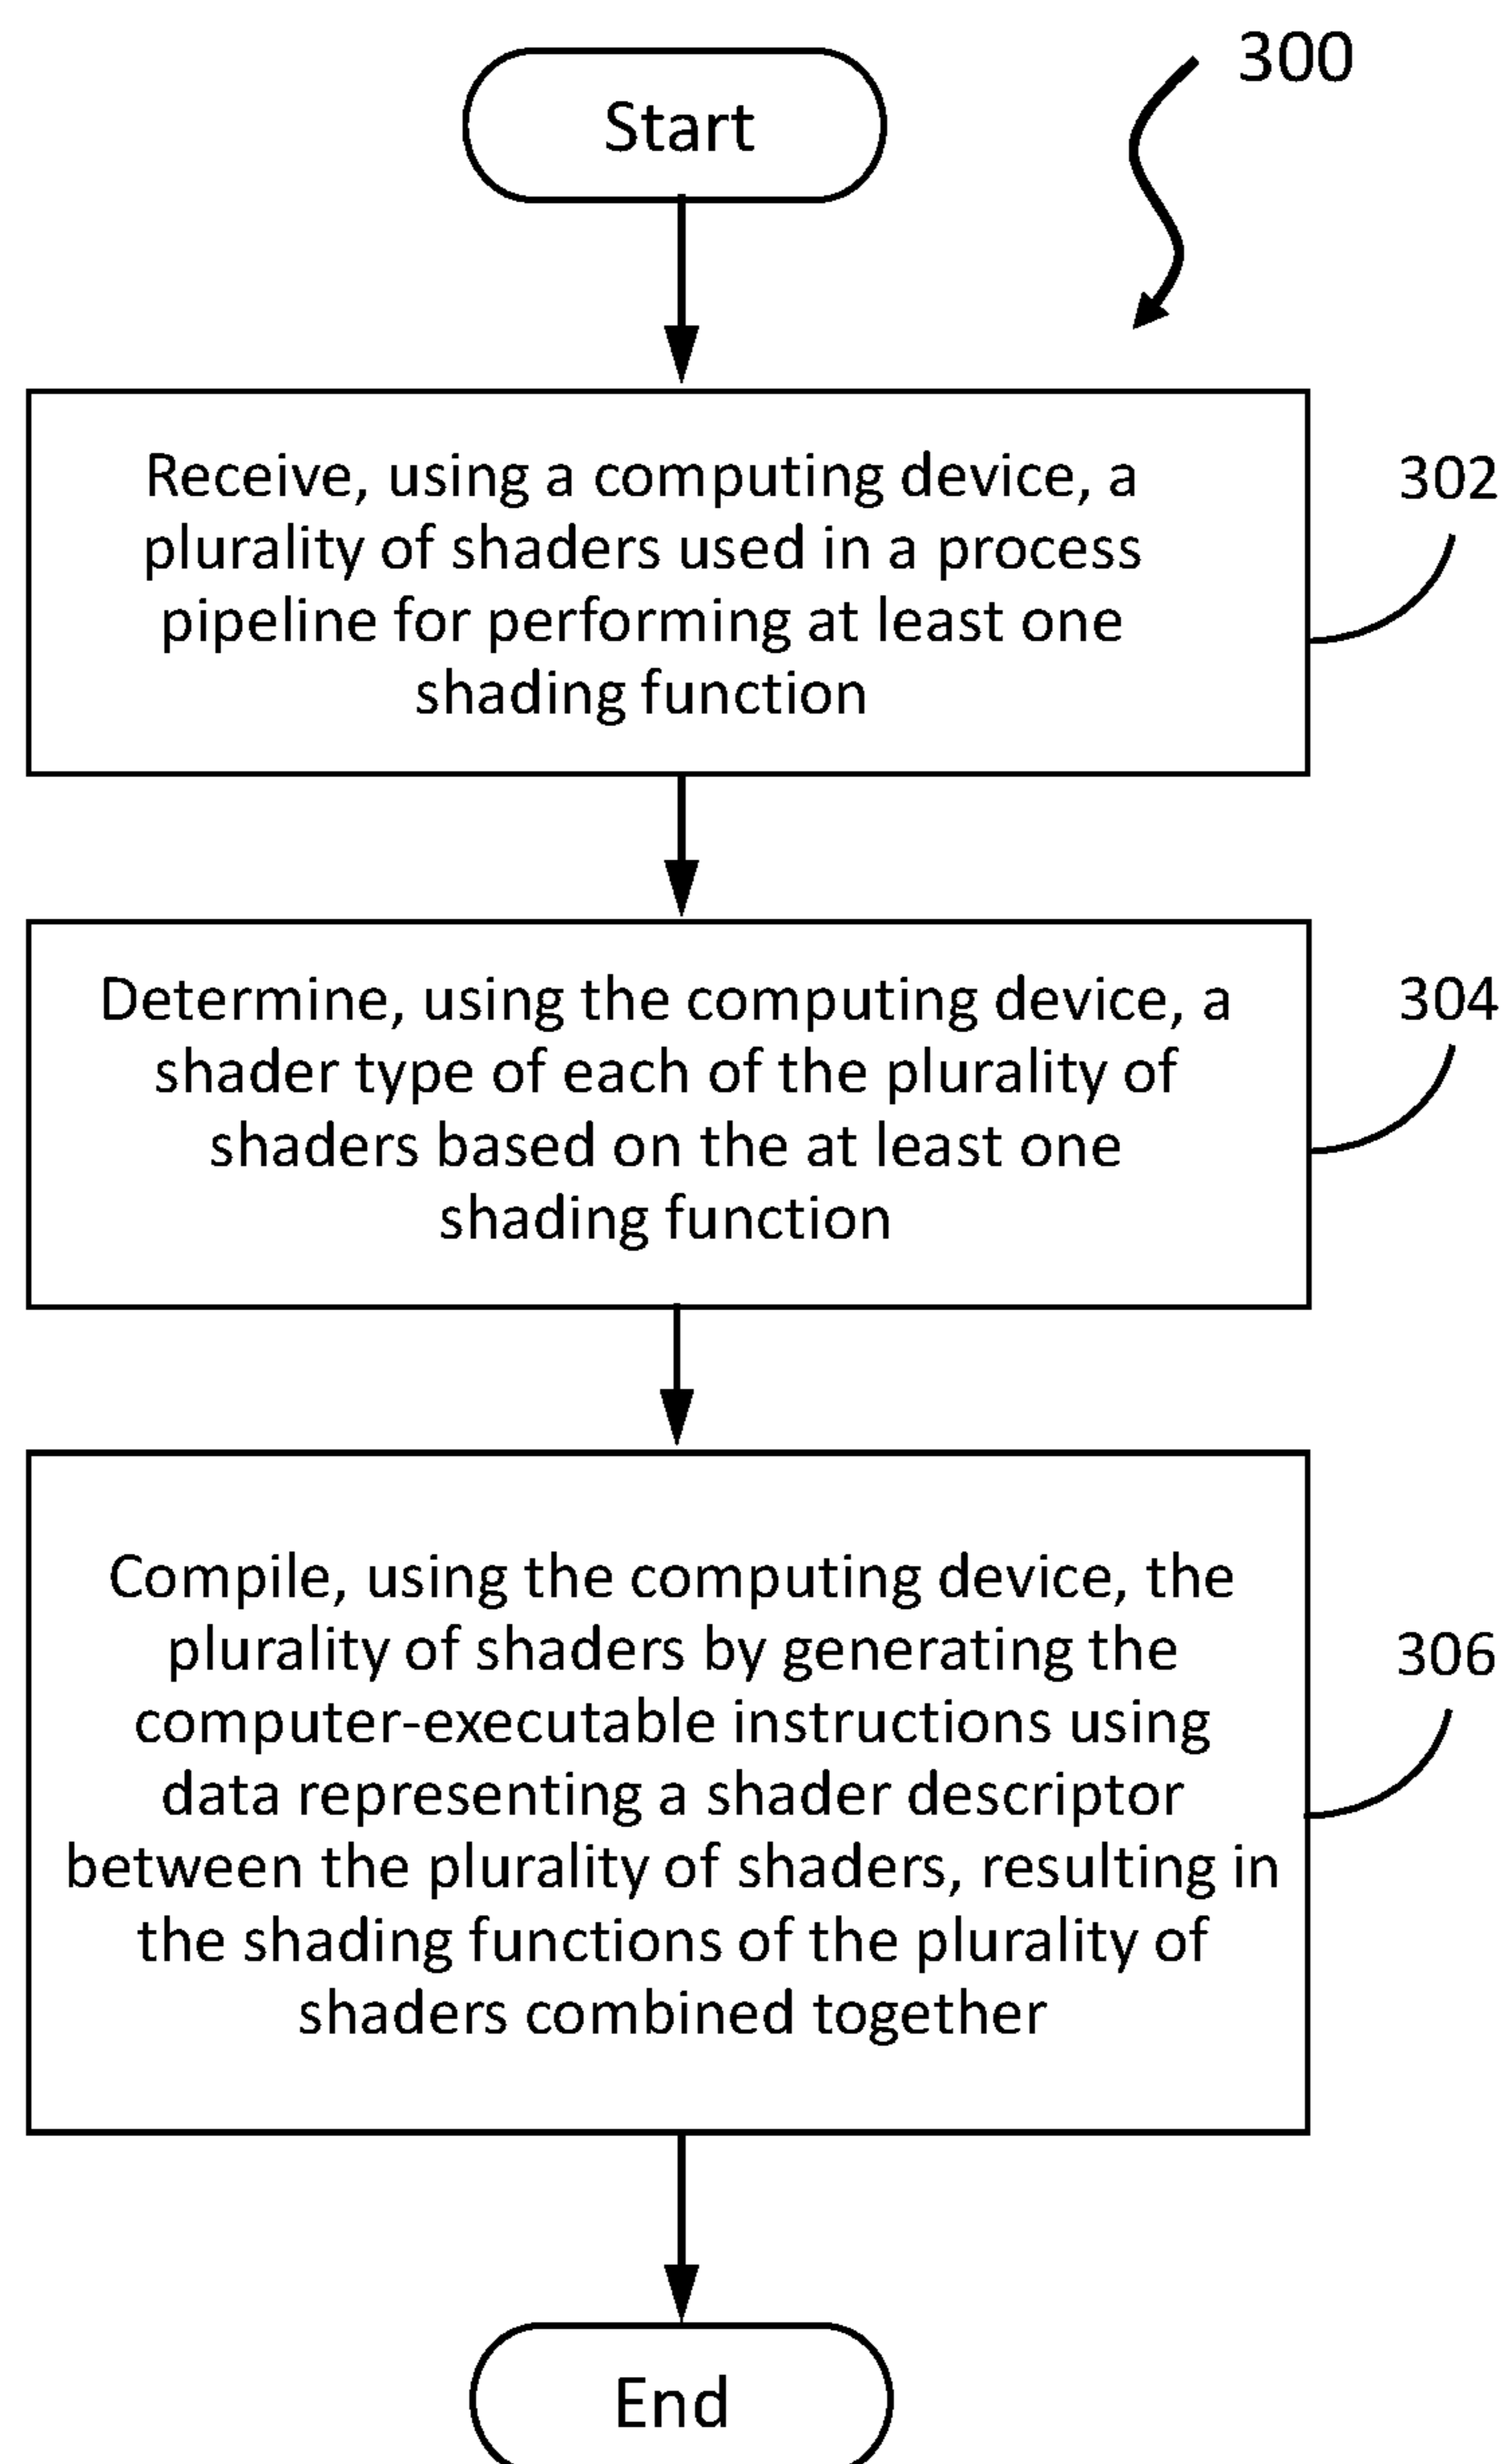 300
Start
Receive, using a computing device, a
plurality of shaders used in a process
pipeline for performing at least one
shading function
302
Determine, using the computing device, a
shader type of each of the plurality of
shaders based on the at least one
shading function
304
Compile, using the computing device, the
plurality of shaders by generating the
computer-executable instructions using
data representing a shader descriptor
between the plurality of shaders, resulting in
the shading functions of the plurality of
shaders combined together
306
End